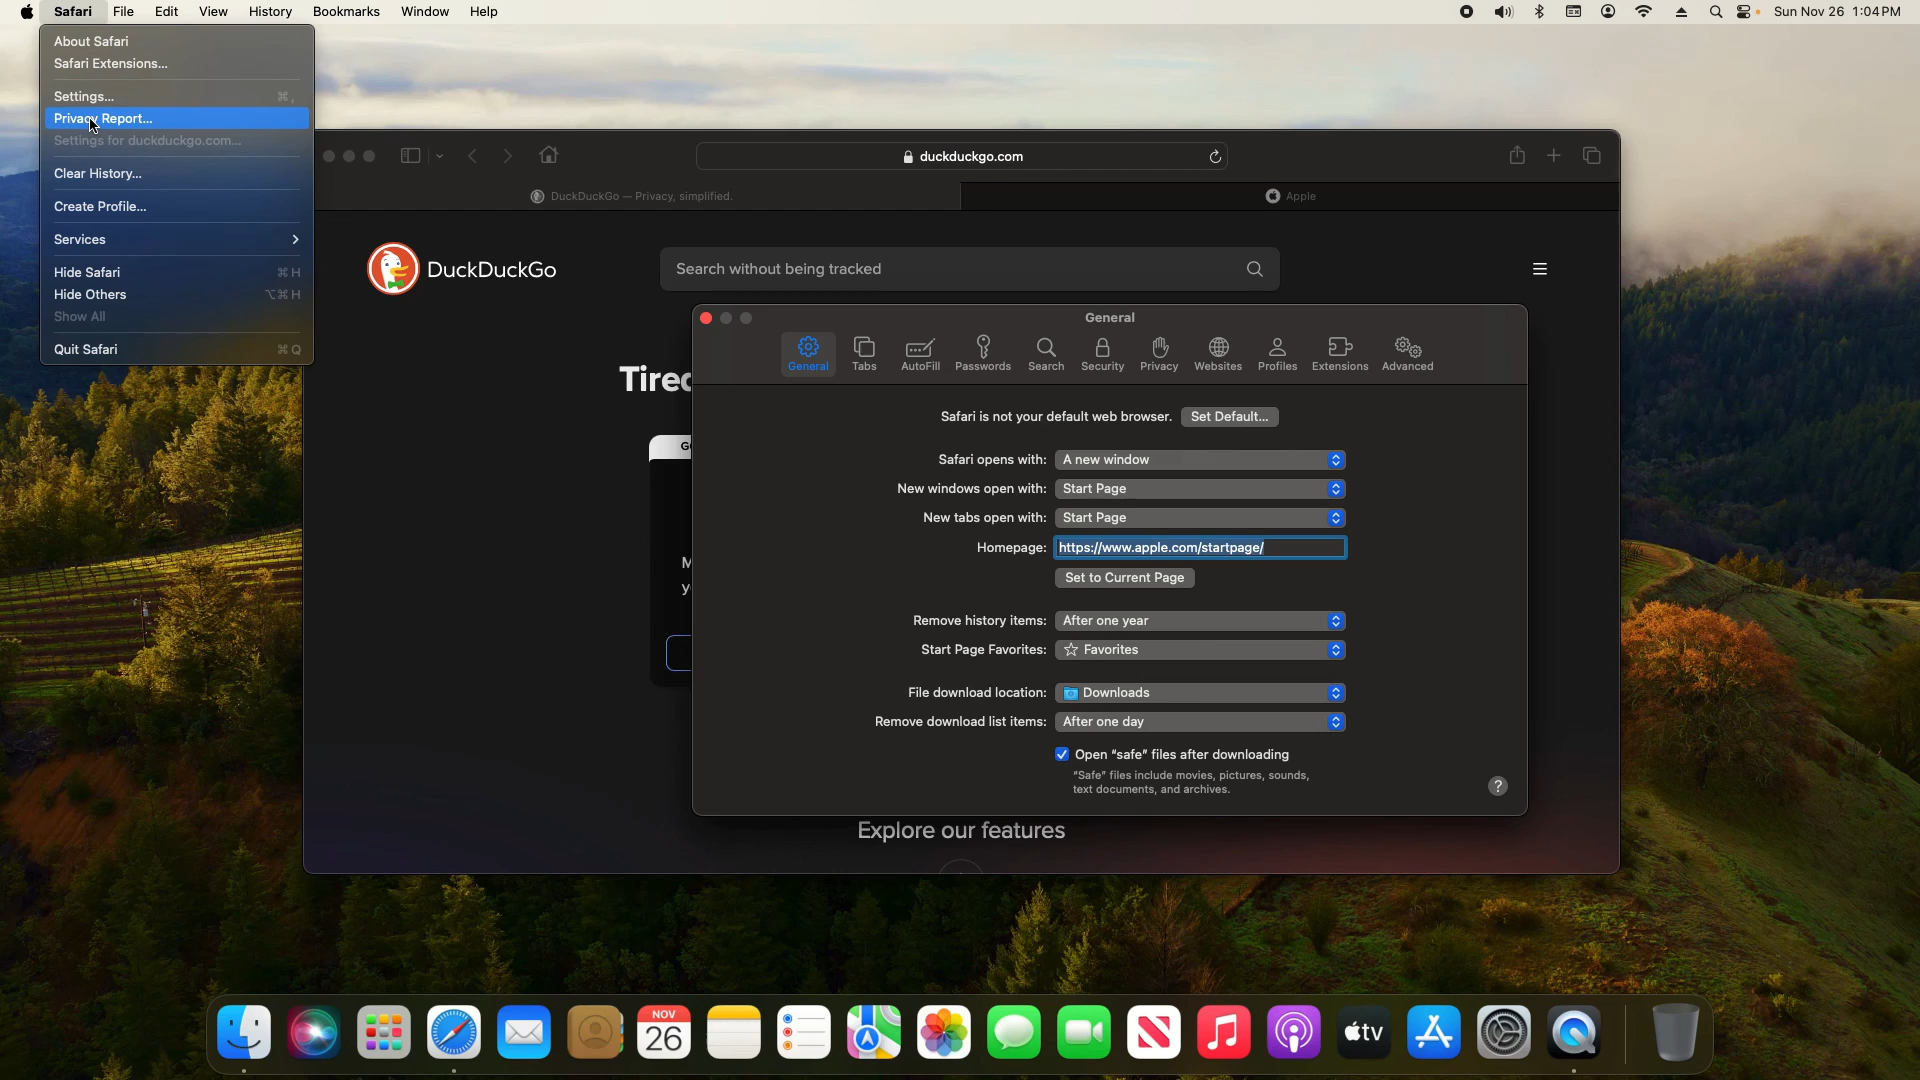 Safari File Edit View History Bookmarks Window Help
Sun Nov 26 1:04 PM
About Safari
Safari Extensions...
Settings... ⌘ ,
Privacy Report...
Settings for duckduckgo.com...
Clear History...
Create Profile...
Services
Hide Safari ⌘ H
Hide Others ⌥⌘ H
Show All
Quit Safari ⌘ Q
duckduckgo.com
DuckDuckGo — Privacy, simplified.
Apple
DuckDuckGo
Search without being tracked
General
General Tabs AutoFill Passwords Search Security Privacy Websites Profiles Extensions Advanced
Safari is not your default web browser. Set Default...
Safari opens with: A new window
New windows open with: Start Page
New tabs open with: Start Page
Homepage: https://www.apple.com/startpage/
Set to Current Page
Remove history items: After one year
Start Page Favorites: Favorites
File download location: Downloads
Remove download list items: After one day
Open “safe” files after downloading
“Safe” files include movies, pictures, sounds,
text documents, and archives.
?
Explore our features
NOV
26
tv